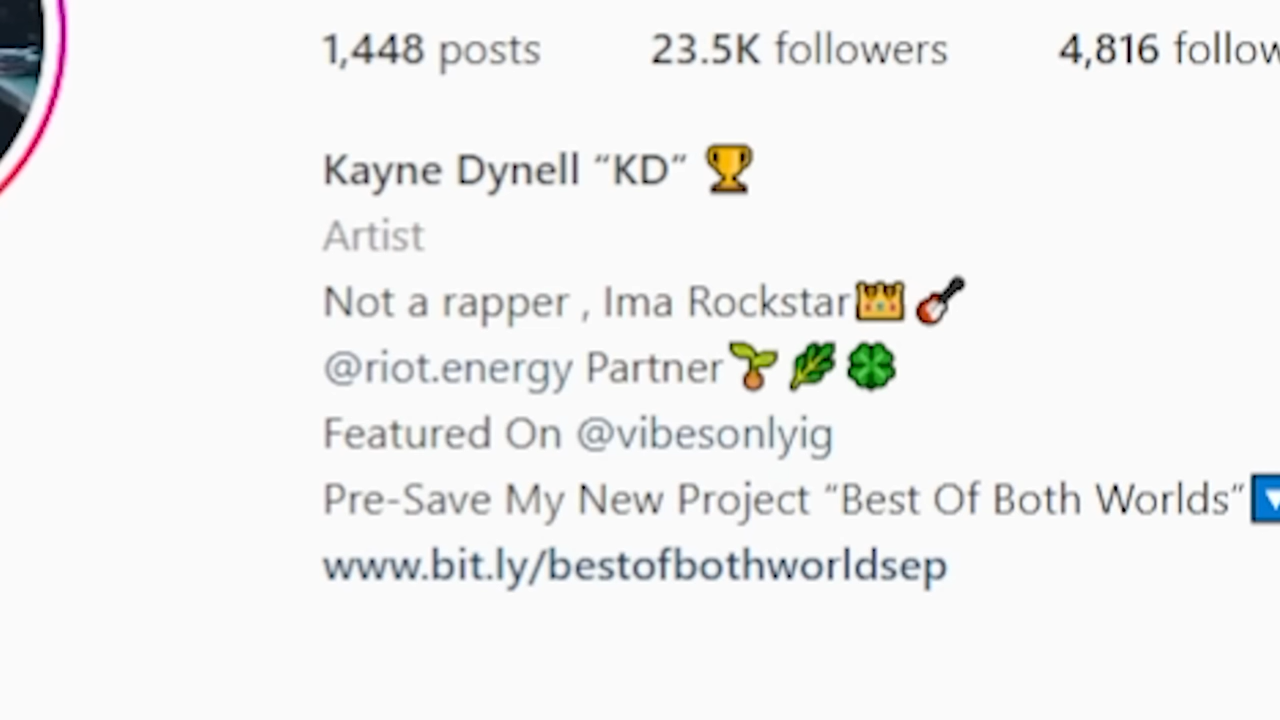 1,448 posts 23.5K followers 4,816 follow
Kayne Dynell “KD” 🏆
Artist
Not a rapper , Ima Rockstar👑🎸
@riot.energy Partner🌱🌿🍀
Featured On @vibesonlyig
Pre-Save My New Project “Best Of Both Worlds”🔽
www.bit.ly/bestofbothworldsep